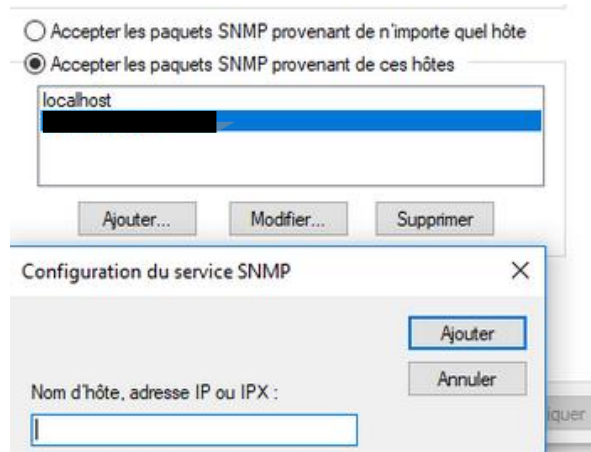 Accepter les paquets SNMP provenant de n'importe quel hôte
Accepter les paquets SNMP provenant de ces hôtes
localhost
Ajouter... Modifier... Supprimer
Configuration du service SNMP
Ajouter
Annuler
Nom d'hôte, adresse IP ou IPX :
iquer